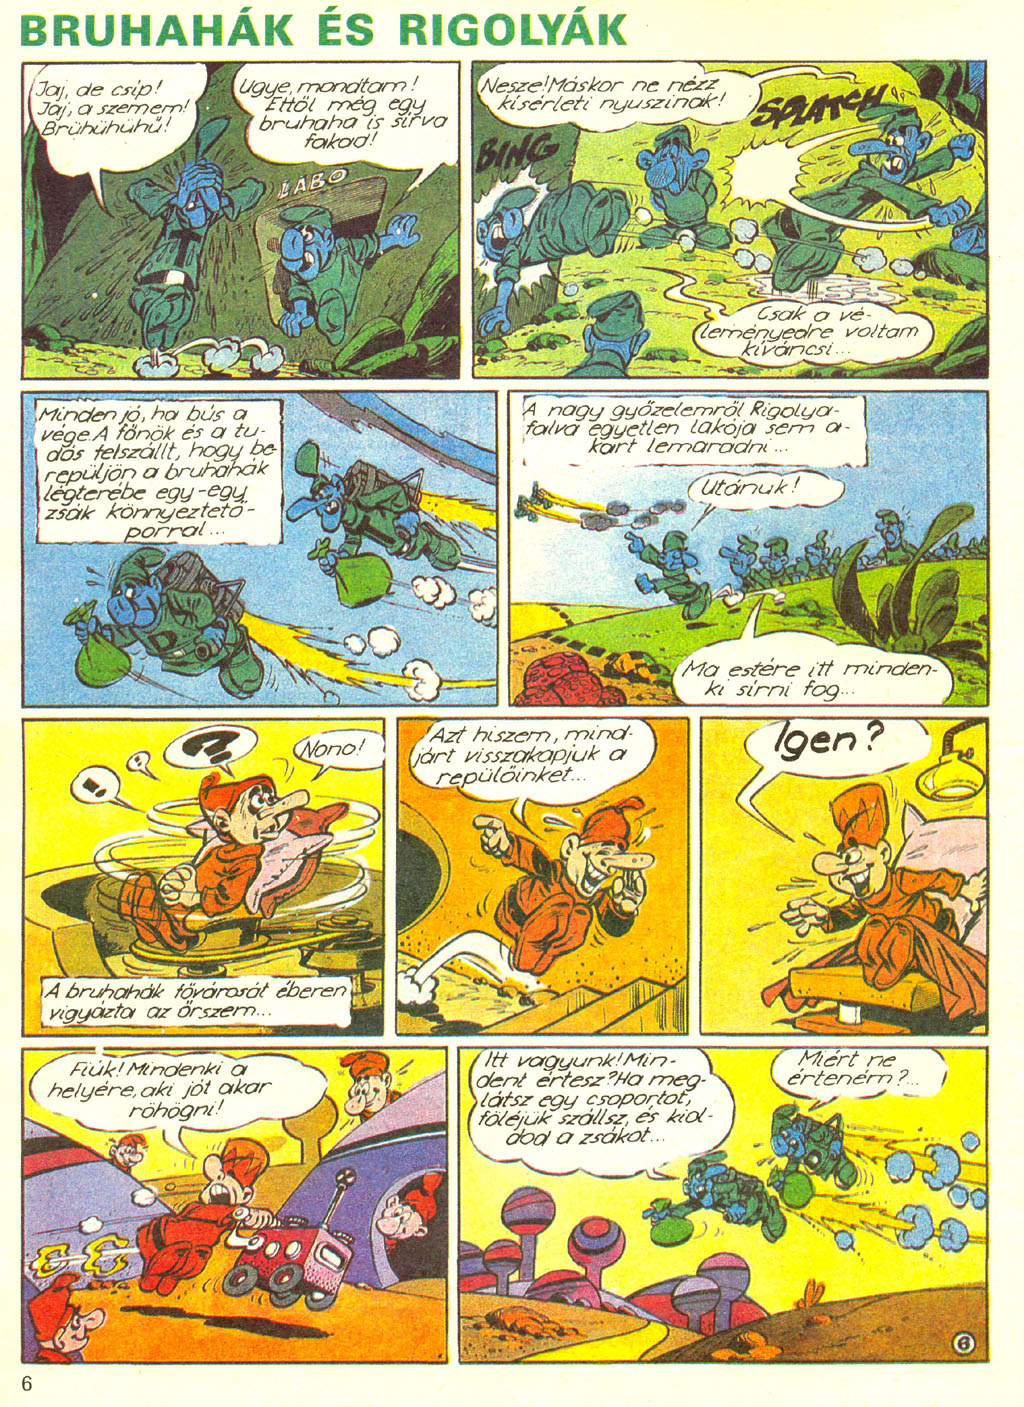 BRUHAHÁK ÉS RIGOLYÁK
Jaj, de csíp!
Jaj, a szemem!
Brühühühű!
Ugye, mondtam!
Ettől még egy
bruhaha is sírva
fakad!
LABO
Nesze! Máskor ne nézz
kísérleti nyuszinak!
BING
SPLATCH
Csak a vé-
leményedre voltam
kíváncsi...
Minden jó, ha bús a
vége. A főnök és a tu-
dós felszállt, hogy be-
repüljön a bruhahák
légterébe egy-egy
zsák könnyeztető-
porral...
A nagy győzelemről Rigolya-
falva egyetlen lakója sem a-
kart lemaradni...
Utánuk!
Ma estére itt minden-
ki sírni fog...
!
!
?
Nono!
A bruhahák fővárosát éberen
vigyázta az őrszem...
Azt hiszem, mind-
járt visszakapjuk a
repülőinket...
Igen?
Fiúk! Mindenki a
helyére, aki jót akar
röhögni!
Itt vagyunk! Min-
dent értesz? Ha meg-
látsz egy csoportot,
föléjük szállsz, és kiol-
dod a zsákot...
Miért ne
érteném?...
6
6